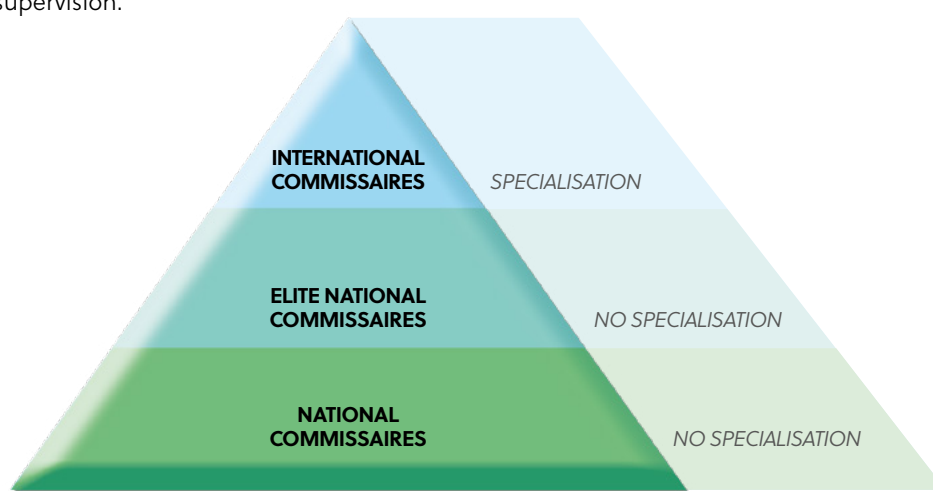 supervision.
INTERNATIONAL
COMMISSAIRES
SPECIALISATION
ELITE NATIONAL
COMMISSAIRES
NO SPECIALISATION
NATIONAL
COMMISSAIRES
NO SPECIALISATION